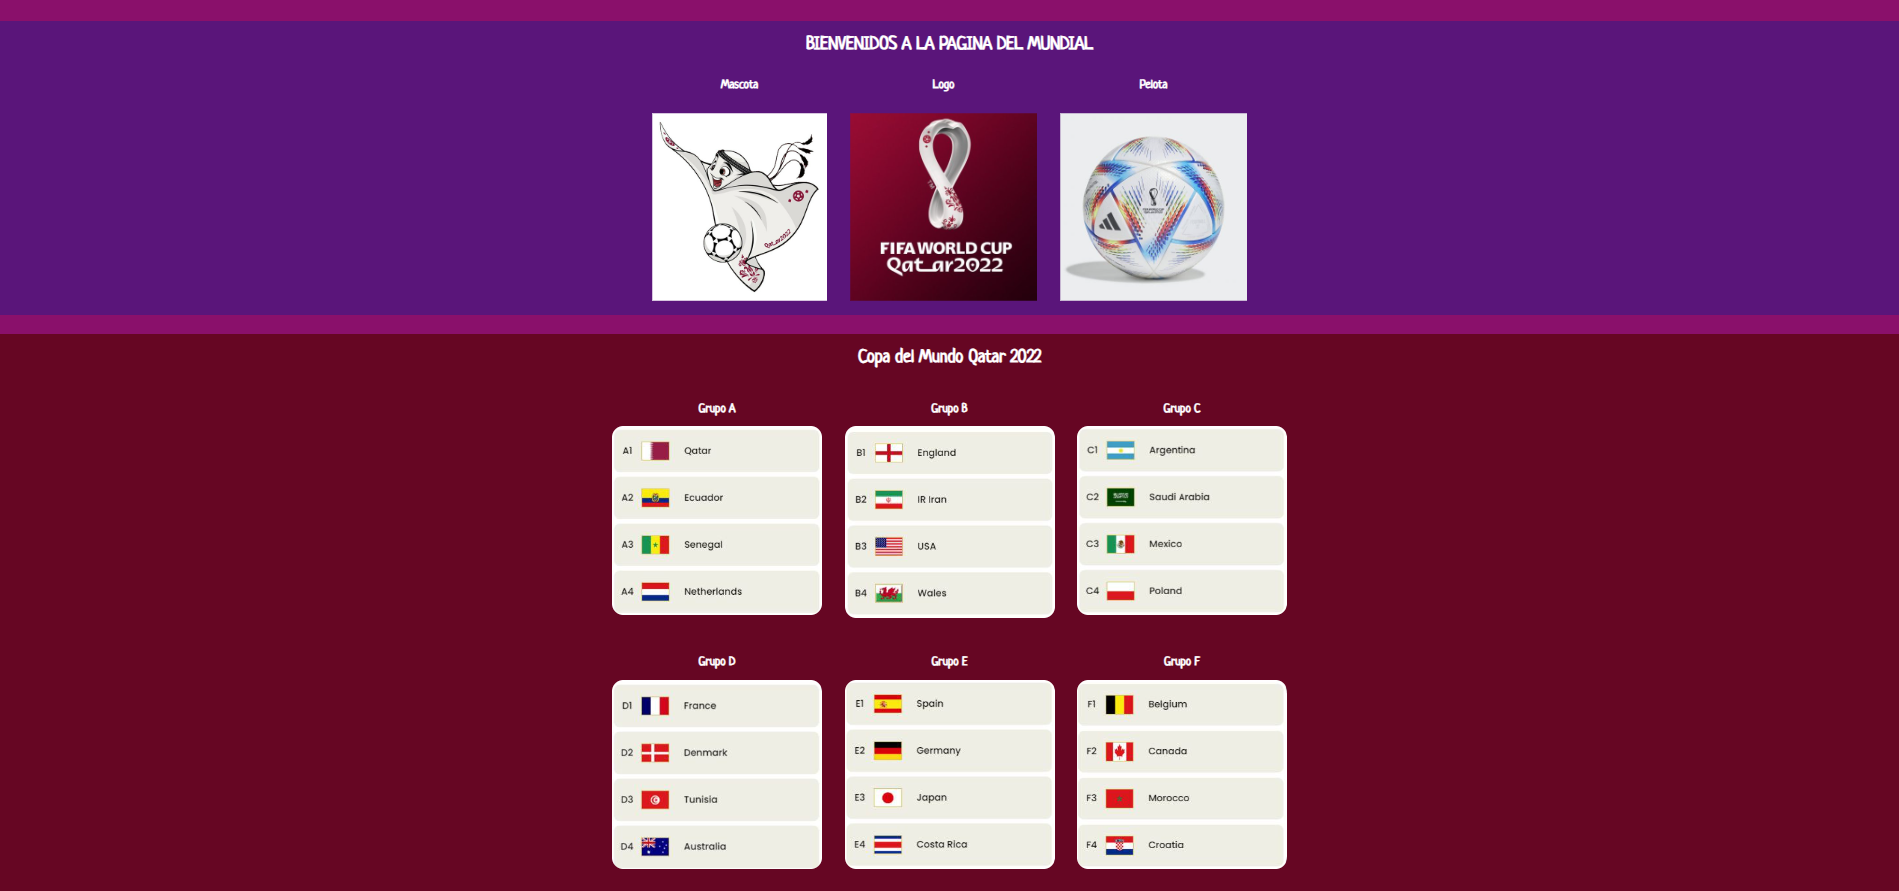 BIENVENIDOS A LA PAGINA DEL MUNDIAL
Mascota
Logo
Pelota
Qatar2022
FIFA WORLD CUP
Qatar2022
Copa del Mundo Qatar 2022
Grupo A
A1 Qatar
A2 Ecuador
A3 Senegal
A4 Netherlands
Grupo B
B1 England
B2 IR Iran
B3 USA
B4 Wales
Grupo C
C1 Argentina
C2 Saudi Arabia
C3 Mexico
C4 Poland
Grupo D
D1 France
D2 Denmark
D3 Tunisia
D4 Australia
Grupo E
E1 Spain
E2 Germany
E3 Japan
E4 Costa Rica
Grupo F
F1 Belgium
F2 Canada
F3 Morocco
F4 Croatia